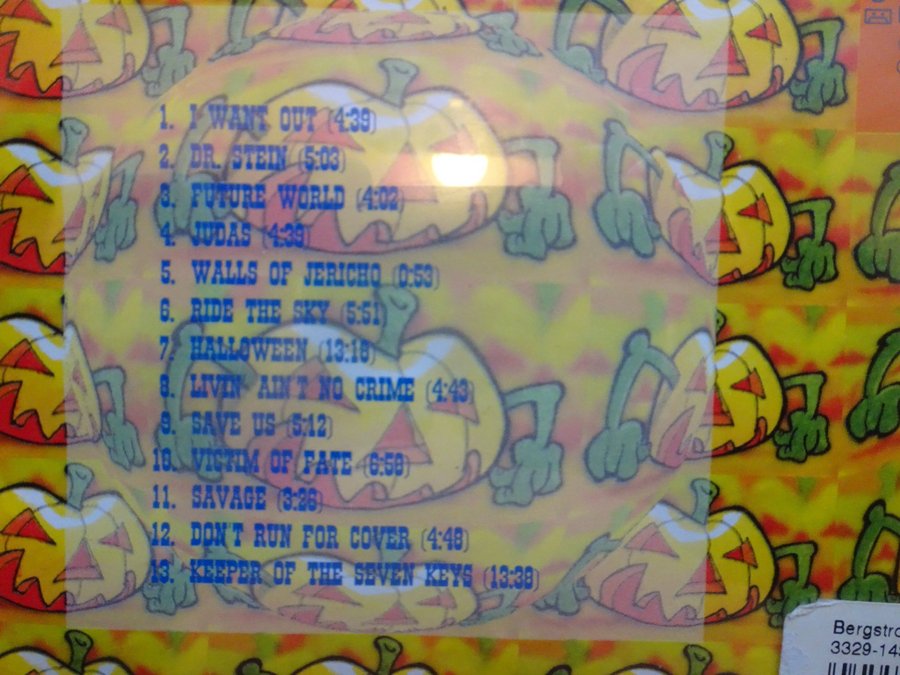 1. I WANT OUT (4:39)
2. DR. STEIN (5:03)
3. FUTURE WORLD (4:02)
4. JUDAS (4:39)
5. WALLS OF JERICHO (0:53)
6. RIDE THE SKY (5:51)
7. HALLOWEEN (13:18)
8. LIVIN' AIN'T NO CRIME (4:43)
9. SAVE US (5:12)
10. VICTIM OF FATE (6:58)
11. SAVAGE (3:26)
12. DON'T RUN FOR COVER (4:48)
13. KEEPER OF THE SEVEN KEYS (13:38)
Bergstro
3329-14